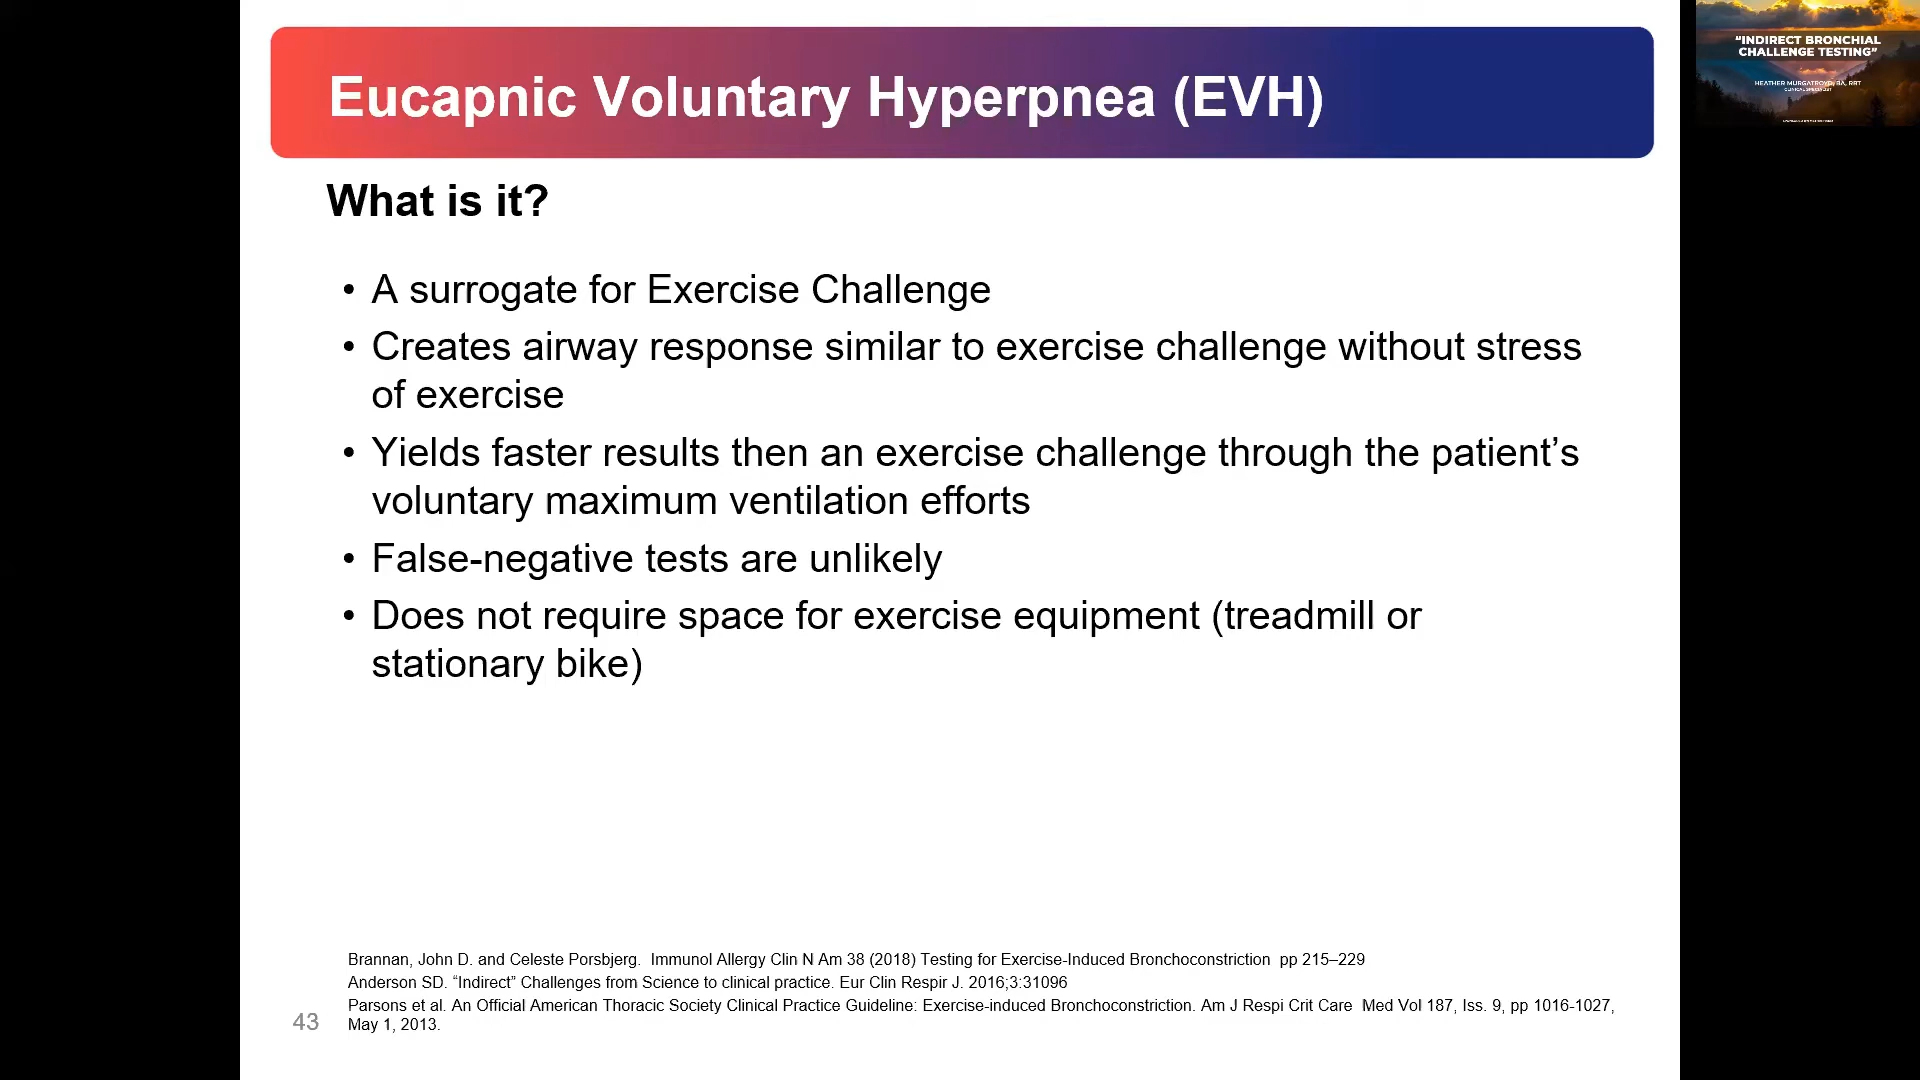 Eucapnic Voluntary Hyperpnea (EVH)
"INDIRECT BRONCHIAL
CHALLENGE TESTING"
HEATHER MURGATROYD, BA, RRT
CLINICAL SPECIALIST
What is it?
• A surrogate for Exercise Challenge
• Creates airway response similar to exercise challenge without stress
of exercise
• Yields faster results then an exercise challenge through the patient’s
voluntary maximum ventilation efforts
• False-negative tests are unlikely
• Does not require space for exercise equipment (treadmill or
stationary bike)
Brannan, John D. and Celeste Porsbjerg.  Immunol Allergy Clin N Am 38 (2018) Testing for Exercise-Induced Bronchoconstriction  pp 215–229
Anderson SD. “Indirect” Challenges from Science to clinical practice. Eur Clin Respir J. 2016;3:31096
Parsons et al. An Official American Thoracic Society Clinical Practice Guideline: Exercise-induced Bronchoconstriction. Am J Respi Crit Care  Med Vol 187, Iss. 9, pp 1016-1027,
May 1, 2013.
43